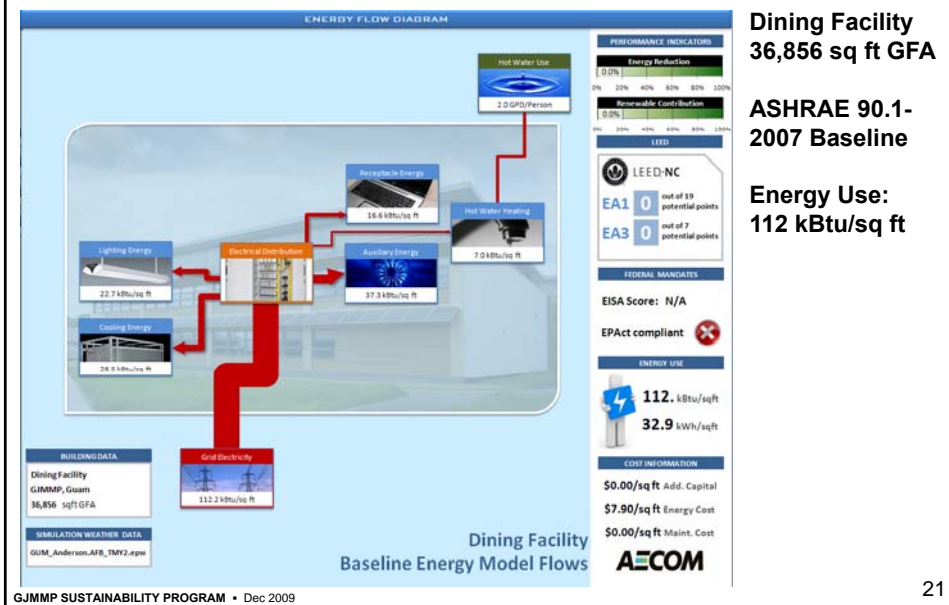 ENERGY FLOW DIAGRAM
Hot Water Use
2.0 GPD/Person
Receptacle Energy
16.6 kBtu/sq ft
Hot Water Heating
7.0 kBtu/sq ft
Lighting Energy
22.7 kBtu/sq ft
Electrical Distribution
Auxiliary Energy
37.3 kBtu/sq ft
Cooling Energy
28.5 kBtu/sq ft
Grid Electricity
112.2 kBtu/sq ft
BUILDING DATA
Dining Facility
GJMMP, Guam
36,856 sqft GFA
SIMULATION WEATHER DATA
GUM_Anderson.AFB_TMY2.epw
Dining Facility
Baseline Energy Model Flows
PERFORMANCE INDICATORS
Energy Reduction
0.0%
0% 20% 40% 60% 80% 100%
Renewable Contribution
0.0%
0% 20% 40% 60% 80% 100%
LEED
LEED-NC
EA1 0 out of 19 potential points
EA3 0 out of 7 potential points
FEDERAL MANDATES
EISA Score: N/A
EPAct compliant
ENERGY USE
112. kBtu/sqft
32.9 kWh/sqft
COST INFORMATION
$0.00/sq ft Add. Capital
$7.90/sq ft Energy Cost
$0.00/sq ft Maint. Cost
AECOM
Dining Facility
36,856 sq ft GFA
ASHRAE 90.1-
2007 Baseline
Energy Use:
112 kBtu/sq ft
GJMMP SUSTAINABILITY PROGRAM • Dec 2009
21